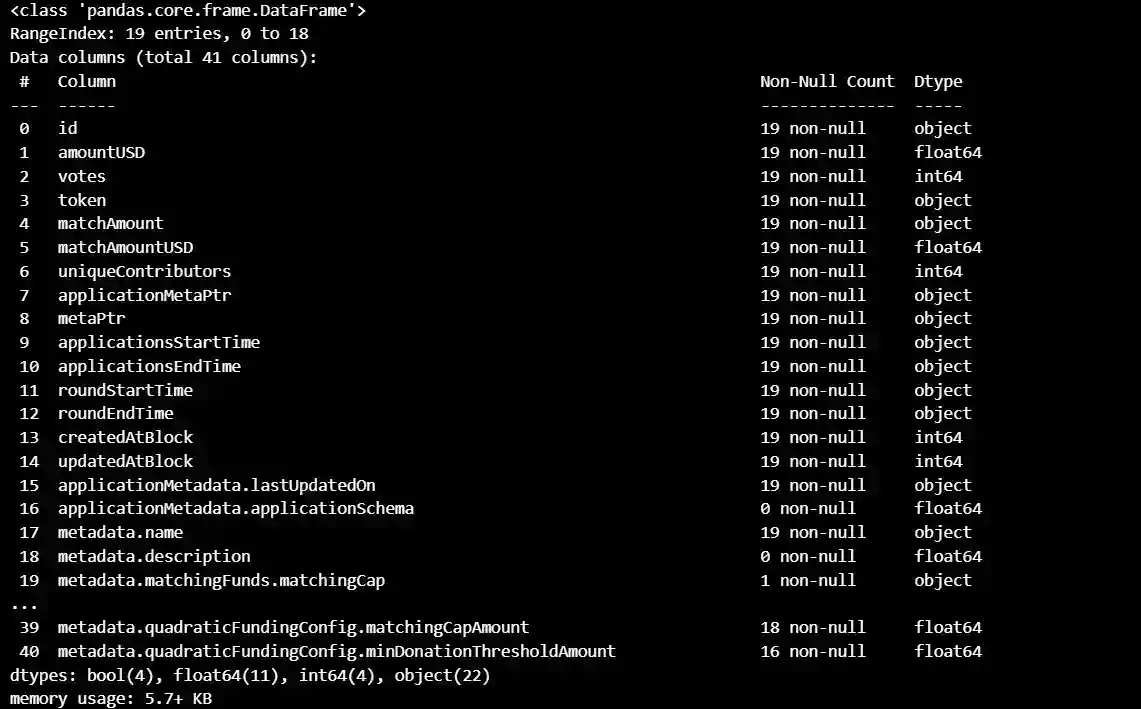 <class 'pandas.core.frame.DataFrame'>
RangeIndex: 19 entries, 0 to 18
Data columns (total 41 columns):
 #   Column                                                    Non-Null Count  Dtype
---  ------                                                    --------------  -----
 0   id                                                        19 non-null     object
 1   amountUSD                                                 19 non-null     float64
 2   votes                                                     19 non-null     int64
 3   token                                                     19 non-null     object
 4   matchAmount                                               19 non-null     object
 5   matchAmountUSD                                            19 non-null     float64
 6   uniqueContributors                                        19 non-null     int64
 7   applicationMetaPtr                                        19 non-null     object
 8   metaPtr                                                   19 non-null     object
 9   applicationsStartTime                                     19 non-null     object
 10  applicationsEndTime                                       19 non-null     object
 11  roundStartTime                                            19 non-null     object
 12  roundEndTime                                              19 non-null     object
 13  createdAtBlock                                            19 non-null     int64
 14  updatedAtBlock                                            19 non-null     int64
 15  applicationMetadata.lastUpdatedOn                         19 non-null     object
 16  applicationMetadata.applicationSchema                     0 non-null      float64
 17  metadata.name                                             19 non-null     object
 18  metadata.description                                      0 non-null      float64
 19  metadata.matchingFunds.matchingCap                        1 non-null      object
...
 39  metadata.quadraticFundingConfig.matchingCapAmount         18 non-null     float64
 40  metadata.quadraticFundingConfig.minDonationThresholdAmount  16 non-null     float64
dtypes: bool(4), float64(11), int64(4), object(22)
memory usage: 5.7+ KB